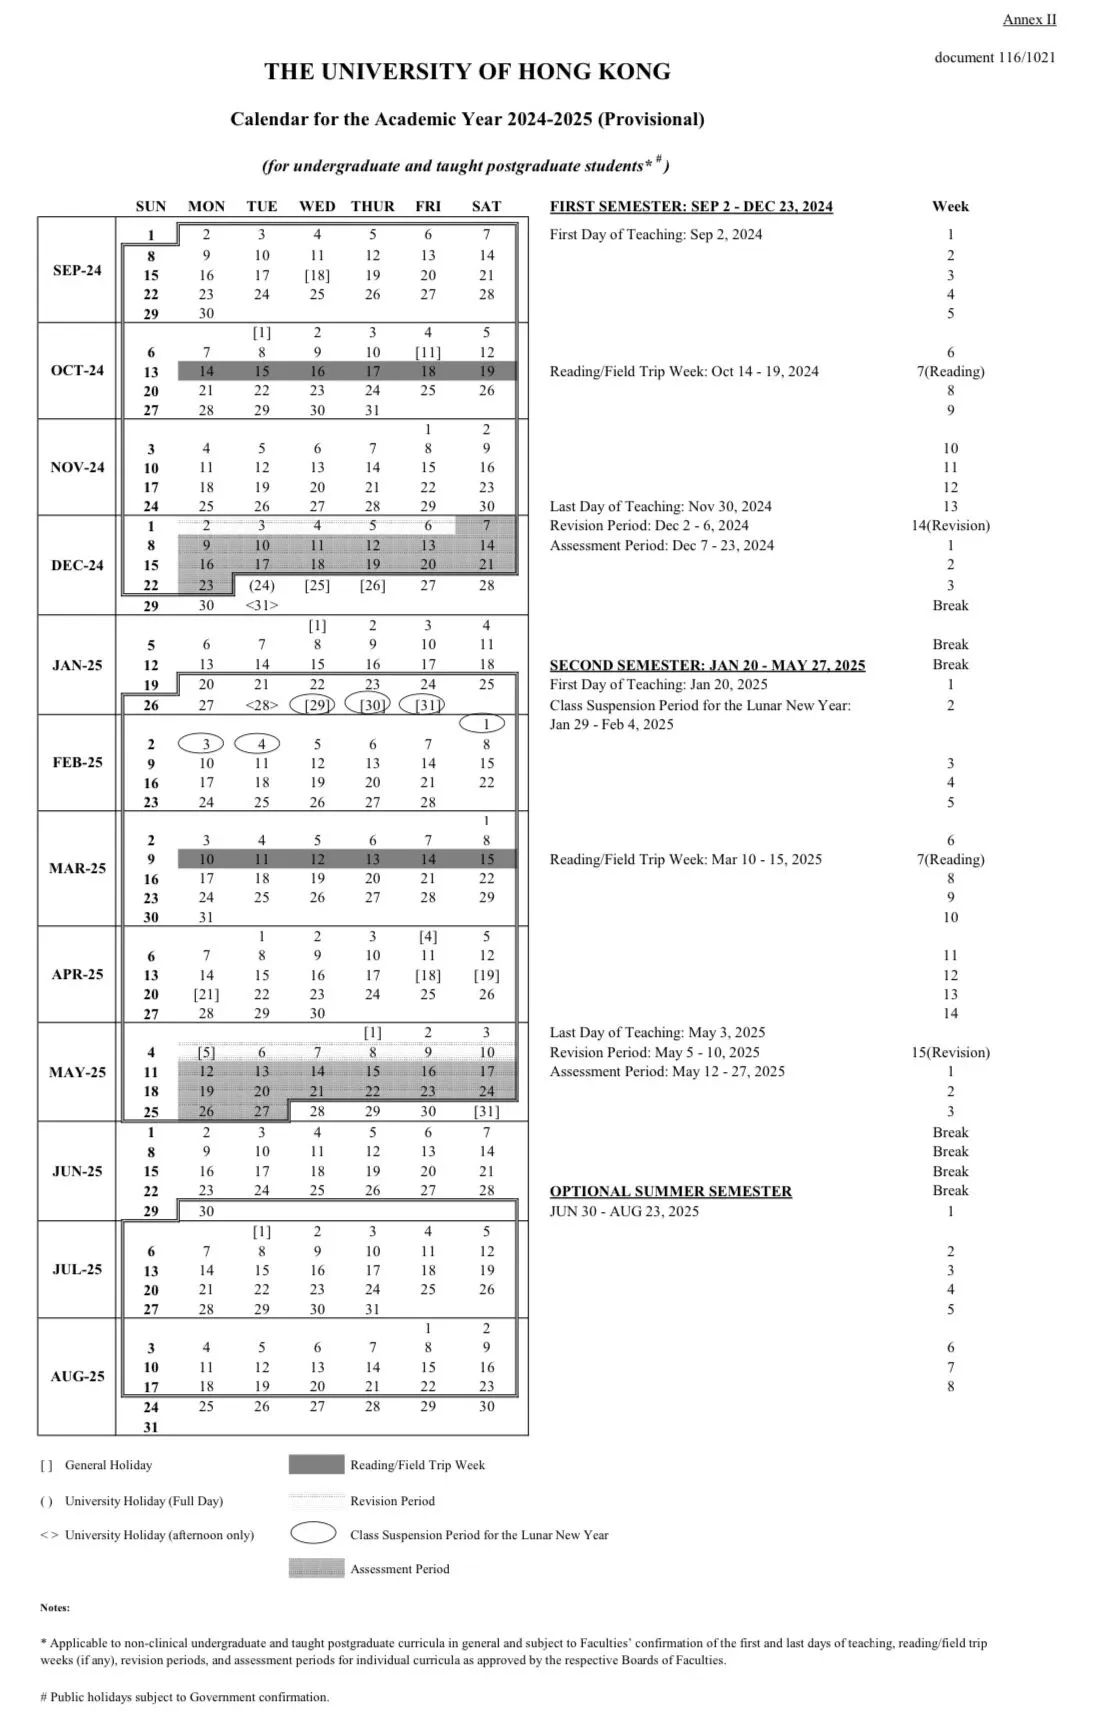 Annex II
document 116/1021
THE UNIVERSITY OF HONG KONG
Calendar for the Academic Year 2024-2025 (Provisional)
(for undergraduate and taught postgraduate students* #)
SUN MON TUE WED THUR FRI SAT FIRST SEMESTER: SEP 2 - DEC 23, 2024 Week
1 2 3 4 5 6 7 First Day of Teaching: Sep 2, 2024 1
8 9 10 11 12 13 14 2
SEP-24 15 16 17 [18] 19 20 21 3
22 23 24 25 26 27 28 4
29 30 5
[1] 2 3 4 5
6 7 8 9 10 [11] 12 6
OCT-24 13 14 15 16 17 18 19 Reading/Field Trip Week: Oct 14 - 19, 2024 7(Reading)
20 21 22 23 24 25 26 8
27 28 29 30 31 9
1 2
3 4 5 6 7 8 9 10
NOV-24 10 11 12 13 14 15 16 11
17 18 19 20 21 22 23 12
24 25 26 27 28 29 30 Last Day of Teaching: Nov 30, 2024 13
1 2 3 4 5 6 7 Revision Period: Dec 2 - 6, 2024 14(Revision)
8 9 10 11 12 13 14 Assessment Period: Dec 7 - 23, 2024 1
DEC-24 15 16 17 18 19 20 21 2
22 23 (24) [25] [26] 27 28 3
29 30 <31> Break
[1] 2 3 4
5 6 7 8 9 10 11 Break
JAN-25 12 13 14 15 16 17 18 SECOND SEMESTER: JAN 20 - MAY 27, 2025 Break
19 20 21 22 23 24 25 First Day of Teaching: Jan 20, 2025 1
26 27 <28> [29] [30] [31] Class Suspension Period for the Lunar New Year: 2
1 Jan 29 - Feb 4, 2025
2 3 4 5 6 7 8
FEB-25 9 10 11 12 13 14 15 3
16 17 18 19 20 21 22 4
23 24 25 26 27 28 5
1
2 3 4 5 6 7 8 6
MAR-25 9 10 11 12 13 14 15 Reading/Field Trip Week: Mar 10 - 15, 2025 7(Reading)
16 17 18 19 20 21 22 8
23 24 25 26 27 28 29 9
30 31 10
1 2 3 [4] 5
6 7 8 9 10 11 12 11
APR-25 13 14 15 16 17 [18] [19] 12
20 [21] 22 23 24 25 26 13
27 28 29 30 14
[1] 2 3 Last Day of Teaching: May 3, 2025
4 [5] 6 7 8 9 10 Revision Period: May 5 - 10, 2025 15(Revision)
MAY-25 11 12 13 14 15 16 17 Assessment Period: May 12 - 27, 2025 1
18 19 20 21 22 23 24 2
25 26 27 28 29 30 [31] 3
1 2 3 4 5 6 7 Break
8 9 10 11 12 13 14 Break
JUN-25 15 16 17 18 19 20 21 Break
22 23 24 25 26 27 28 OPTIONAL SUMMER SEMESTER Break
29 30 JUN 30 - AUG 23, 2025 1
[1] 2 3 4 5
6 7 8 9 10 11 12 2
JUL-25 13 14 15 16 17 18 19 3
20 21 22 23 24 25 26 4
27 28 29 30 31 5
1 2
3 4 5 6 7 8 9 6
AUG-25 10 11 12 13 14 15 16 7
17 18 19 20 21 22 23 8
24 25 26 27 28 29 30
31
[ ] General Holiday Reading/Field Trip Week
( ) University Holiday (Full Day) Revision Period
< > University Holiday (afternoon only) Class Suspension Period for the Lunar New Year
Assessment Period
Notes:
* Applicable to non-clinical undergraduate and taught postgraduate curricula in general and subject to Faculties' confirmation of the first and last days of teaching, reading/field trip
weeks (if any), revision periods, and assessment periods for individual curricula as approved by the respective Boards of Faculties.
# Public holidays subject to Government confirmation.